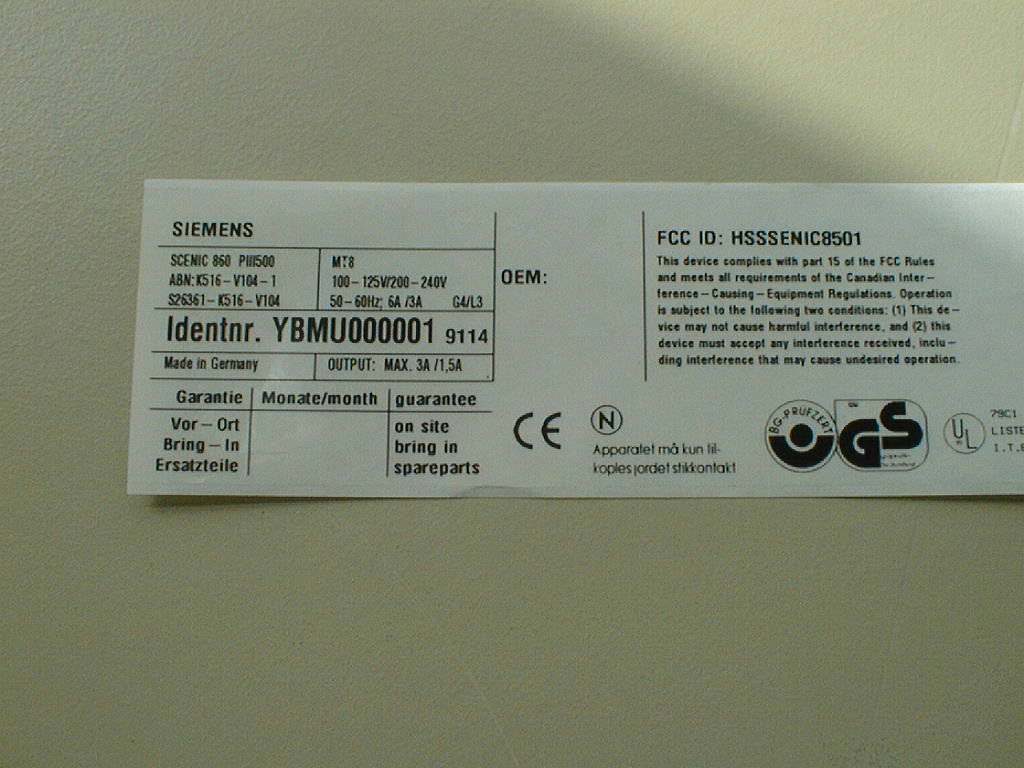 SIEMENS
SCENIC 860 PIII500
ABN:K516-V104-1
S26361-K516-V104
MT8
100-125V/200-240V
50-60Hz; 6A /3A G4/L3
Identnr. YBMU000001 9114
Made in Germany
OUTPUT: MAX. 3A /1,5A
Garantie Monate/month guarantee
Vor-Ort on site
Bring-In bring in
Ersatzteile spareparts
OEM:
FCC ID: HSSSENIC8501
This device complies with part 15 of the FCC Rules
and meets all requirements of the Canadian Inter-
ference-Causing-Equipment Regulations. Operation
is subject to the following two conditions: (1) This de-
vice may not cause harmful interference, and (2) this
device must accept any interference received, inclu-
ding interference that may cause undesired operation.
CE
N
Apparatet må kun til-
koples jordet stikkontakt
BG-PRÜFZERT
GS
UL
79C1
LISTE
I.T.E